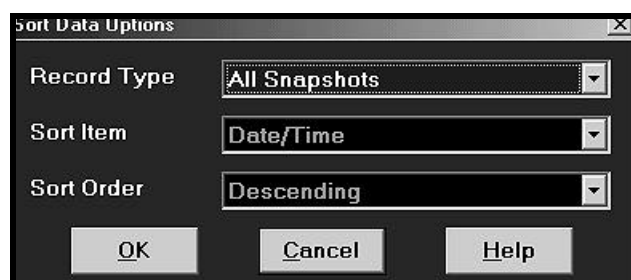 Sort Data Options
Record Type All Snapshots
Sort Item Date/Time
Sort Order Descending
OK Cancel Help